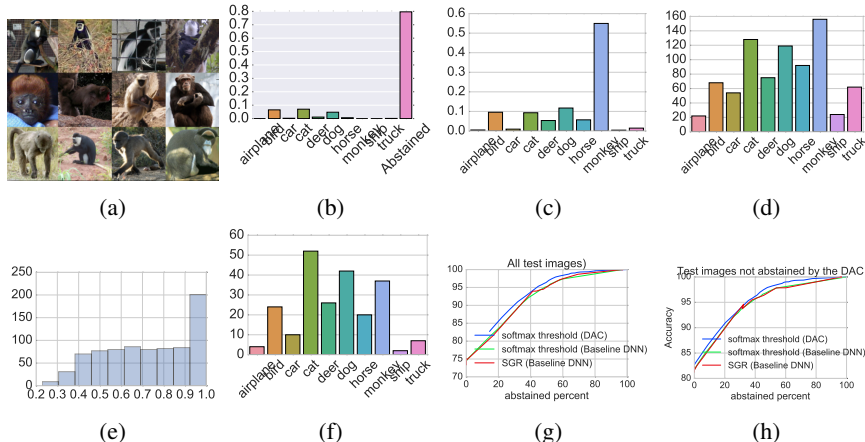 0.8
0.7
0.6
0.5
0.4
0.3
0.2
0.1
0.0
airplane
bird
car
cat
deer
dog
horse
monkey
ship
truck
Abstained
0.6
0.5
0.4
0.3
0.2
0.1
0.0
airplane
bird
car
cat
deer
dog
horse
monkey
ship
truck
160
140
120
100
80
60
40
20
0
airplane
bird
car
cat
deer
dog
horse
monkey
ship
truck
(a)
(b)
(c)
(d)
250
200
150
100
50
0
0.2 0.3 0.4 0.5 0.6 0.7 0.8 0.9 1.0
60
50
40
30
20
10
0
airplane
bird
car
cat
deer
dog
horse
monkey
ship
truck
All test images)
100
95
90
85
80
75
70
softmax threshold (DAC)
softmax threshold (Baseline DNN)
SGR (Baseline DNN)
0 20 40 60 80 100
abstained percent
Test images not abstained by the DAC
Accuracy
100
95
90
85
80
softmax threshold (DAC)
softmax threshold (Baseline DNN)
SGR (Baseline DNN)
0 20 40 60 80 100
abstained percent
(e)
(f)
(g)
(h)